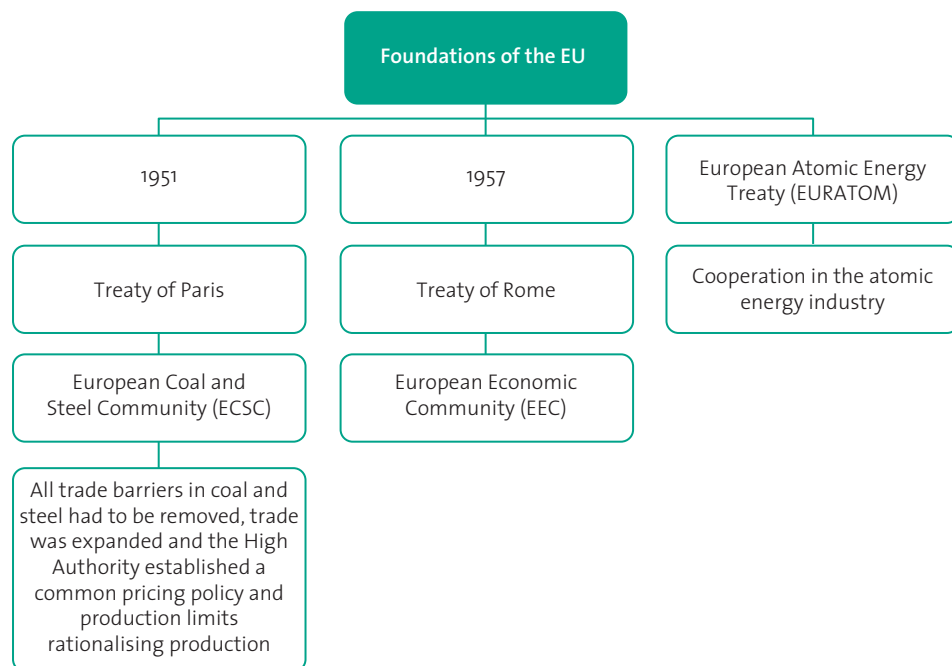 Foundations of the EU
1951
Treaty of Paris
European Coal and
Steel Community (ECSC)
All trade barriers in coal and
steel had to be removed, trade
was expanded and the High
Authority established a
common pricing policy and
production limits
rationalising production
1957
Treaty of Rome
European Economic
Community (EEC)
European Atomic Energy
Treaty (EURATOM)
Cooperation in the atomic
energy industry